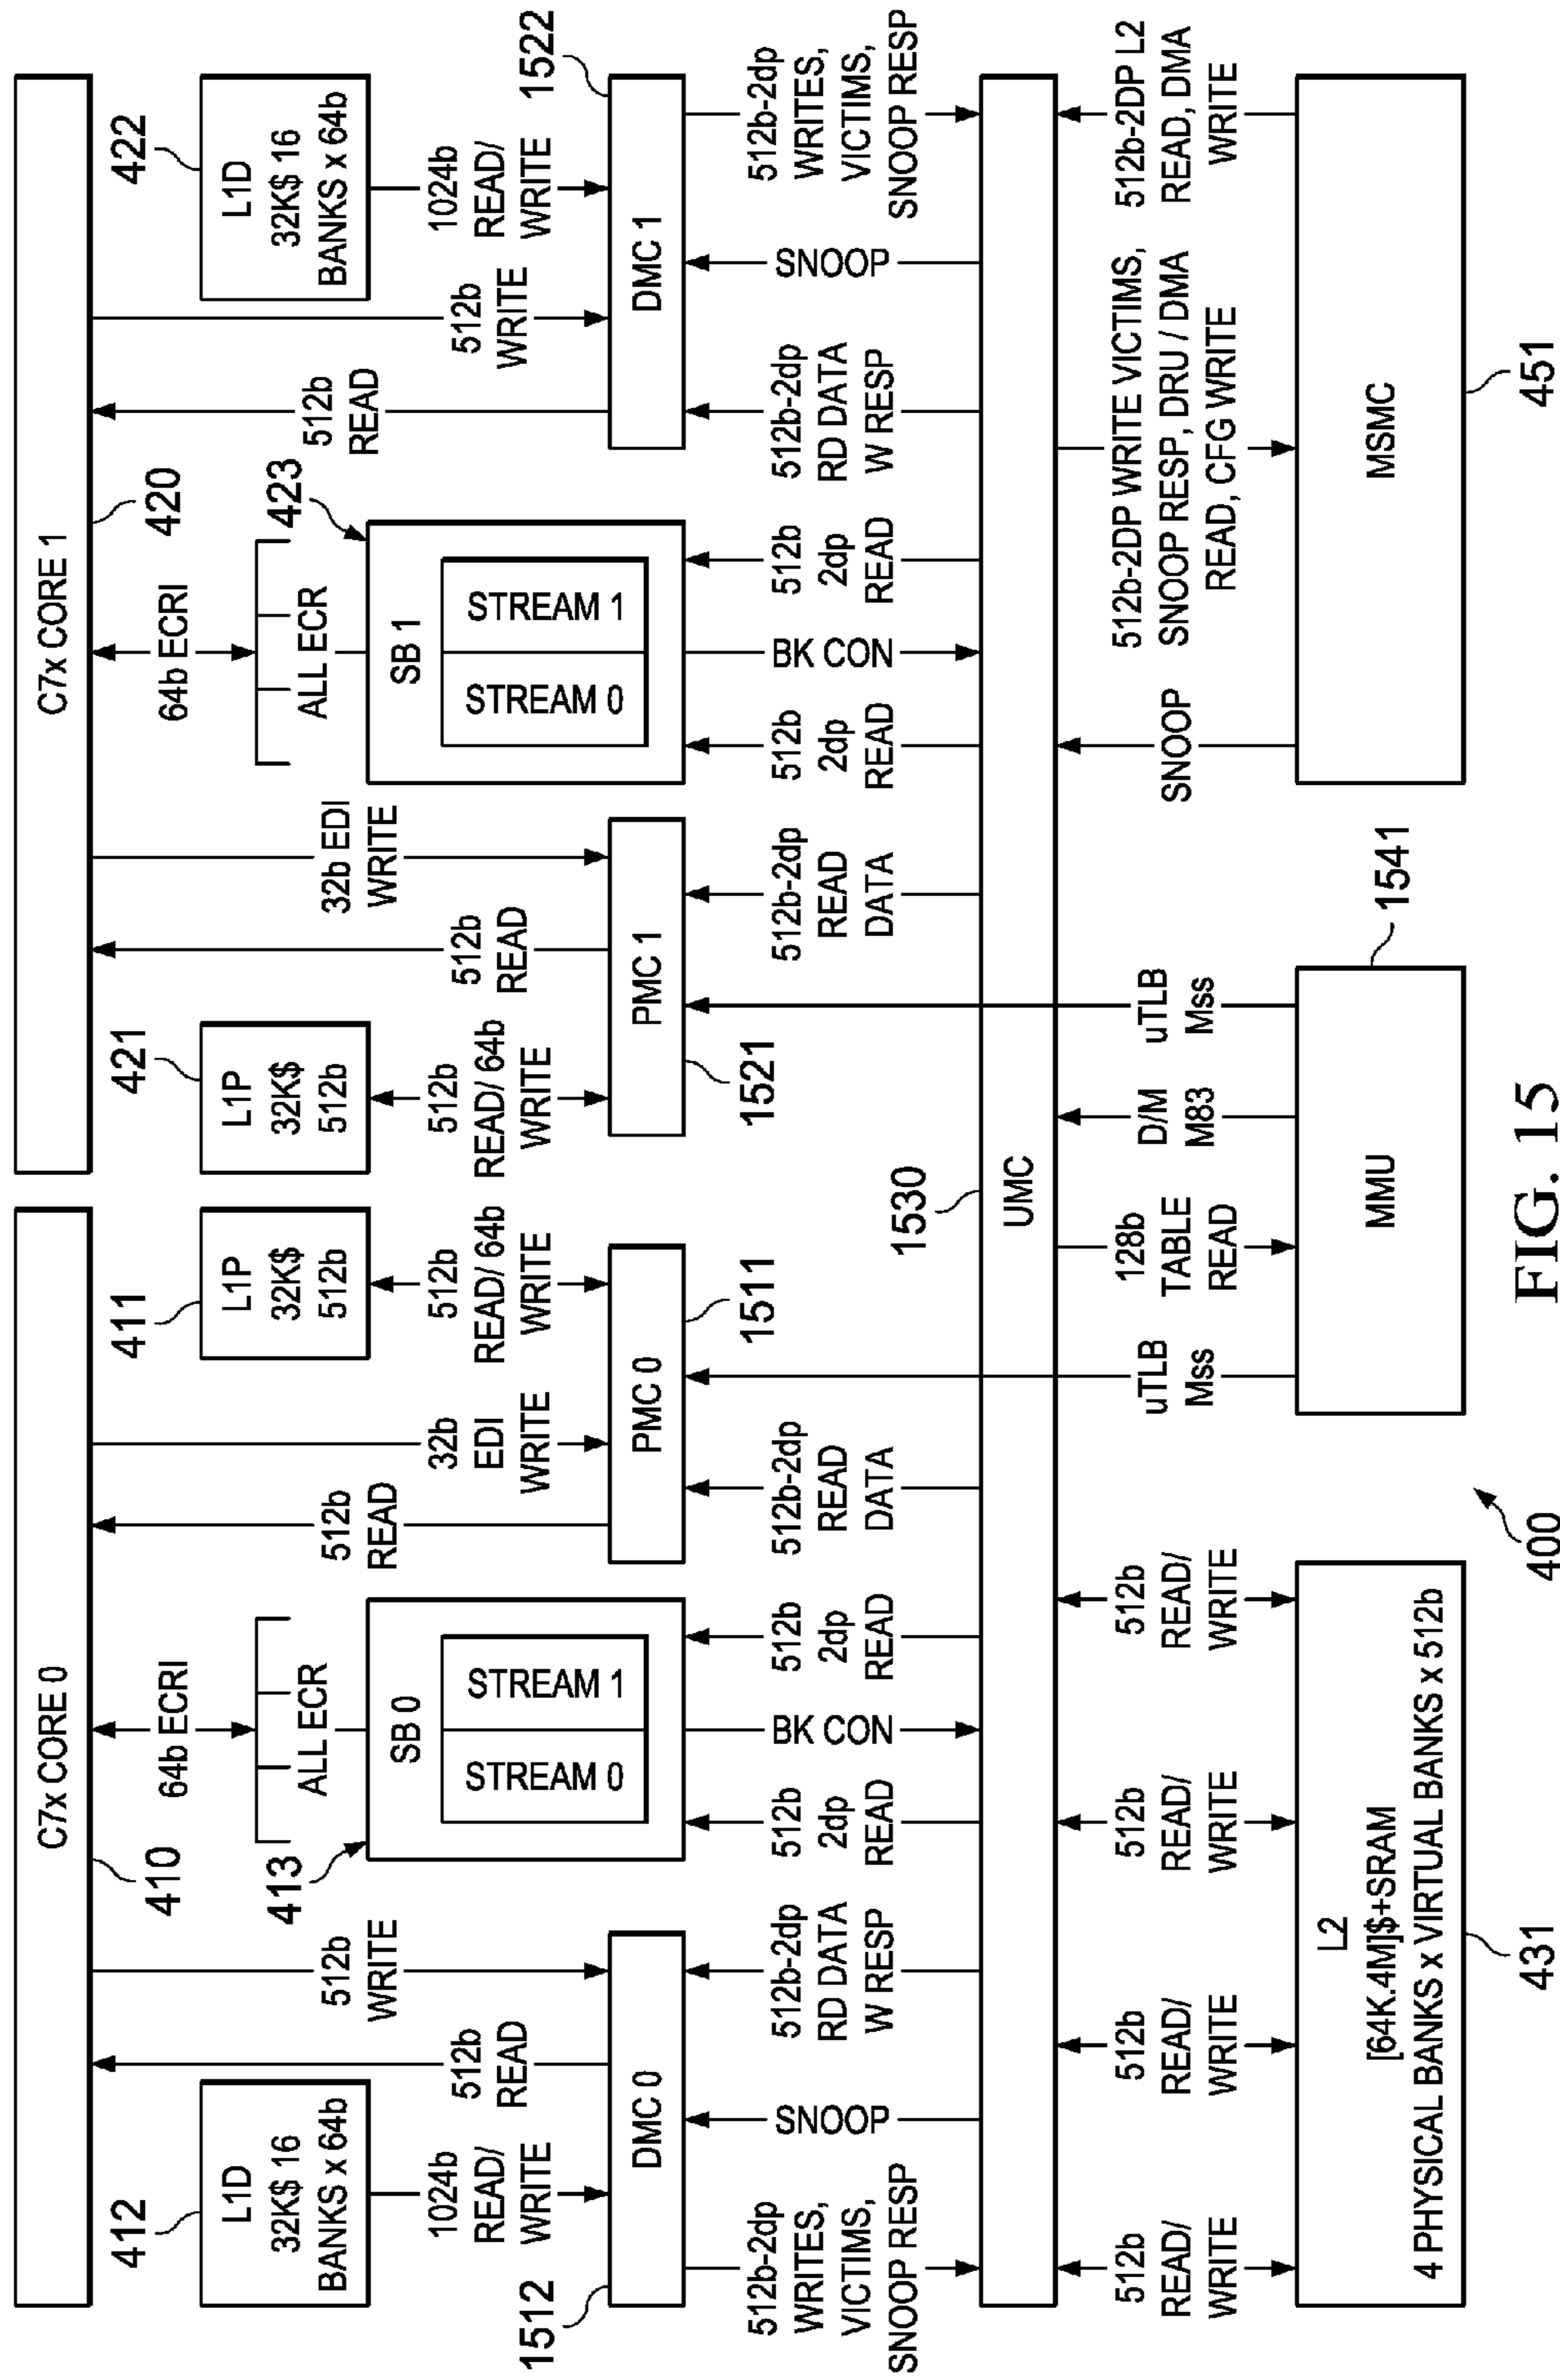 C7x CORE 0
C7x CORE 1
410
420
412
L1D
32K$ 16
BANKS x 64b
1024b
READ/
WRITE
512b
READ
512b
WRITE
64b ECRI
ALL ECR
413
SB 0
STREAM 0
STREAM 1
512b
READ
32b
EDI
WRITE
411
L1P
32K$
512b
512b
READ/ 64b
WRITE
421
L1P
32K$
512b
512b
READ/ 64b
WRITE
512b
READ
32b EDI
WRITE
64b ECRI
ALL ECR
423
SB 1
STREAM 0
STREAM 1
512b
READ
512b
WRITE
422
L1D
32K$ 16
BANKS x 64b
1024b
READ/
WRITE
1512
DMC 0
PMC 0
1511
PMC 1
1521
DMC 1
1522
512b-2dp
WRITES,
VICTIMS,
SNOOP RESP
SNOOP
512b-2dp
RD DATA
W RESP
512b
2dp
READ
BK CON
512b
2dp
READ
512b-2dp
READ
DATA
512b-2dp
READ
DATA
512b
2dp
READ
BK CON
512b
2dp
READ
512b-2dp
RD DATA
W RESP
SNOOP
512b-2dp
WRITES,
VICTIMS,
SNOOP RESP
1530
UMC
512b
READ/
WRITE
512b
READ/
WRITE
512b
READ/
WRITE
512b
READ/
WRITE
uTLB
Mss
128b
TABLE
READ
D/M
M83
uTLB
Mss
SNOOP
512b-2DP WRITE VICTIMS,
SNOOP RESP, DRU / DMA
READ, CFG WRITE
512b-2DP L2
READ, DMA
WRITE
L2
[64K.4M]$+SRAM
4 PHYSICAL BANKS x VIRTUAL BANKS x 512b
431
MMU
1541
MSMC
451
400
FIG. 15